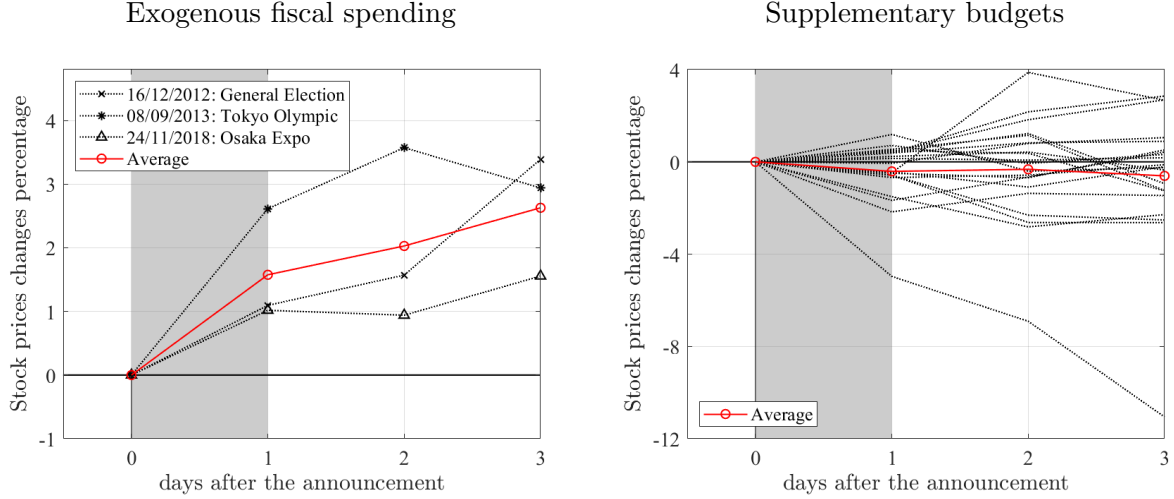 Exogenous fiscal spending
Stock prices changes percentage
4
3
2
1
0
-1
16/12/2012: General Election
08/09/2013: Tokyo Olympic
24/11/2018: Osaka Expo
Average
0 1 2 3
days after the announcement
Supplementary budgets
Stock prices changes percentage
4
0
-4
-8
-12
Average
0 1 2 3
days after the announcement